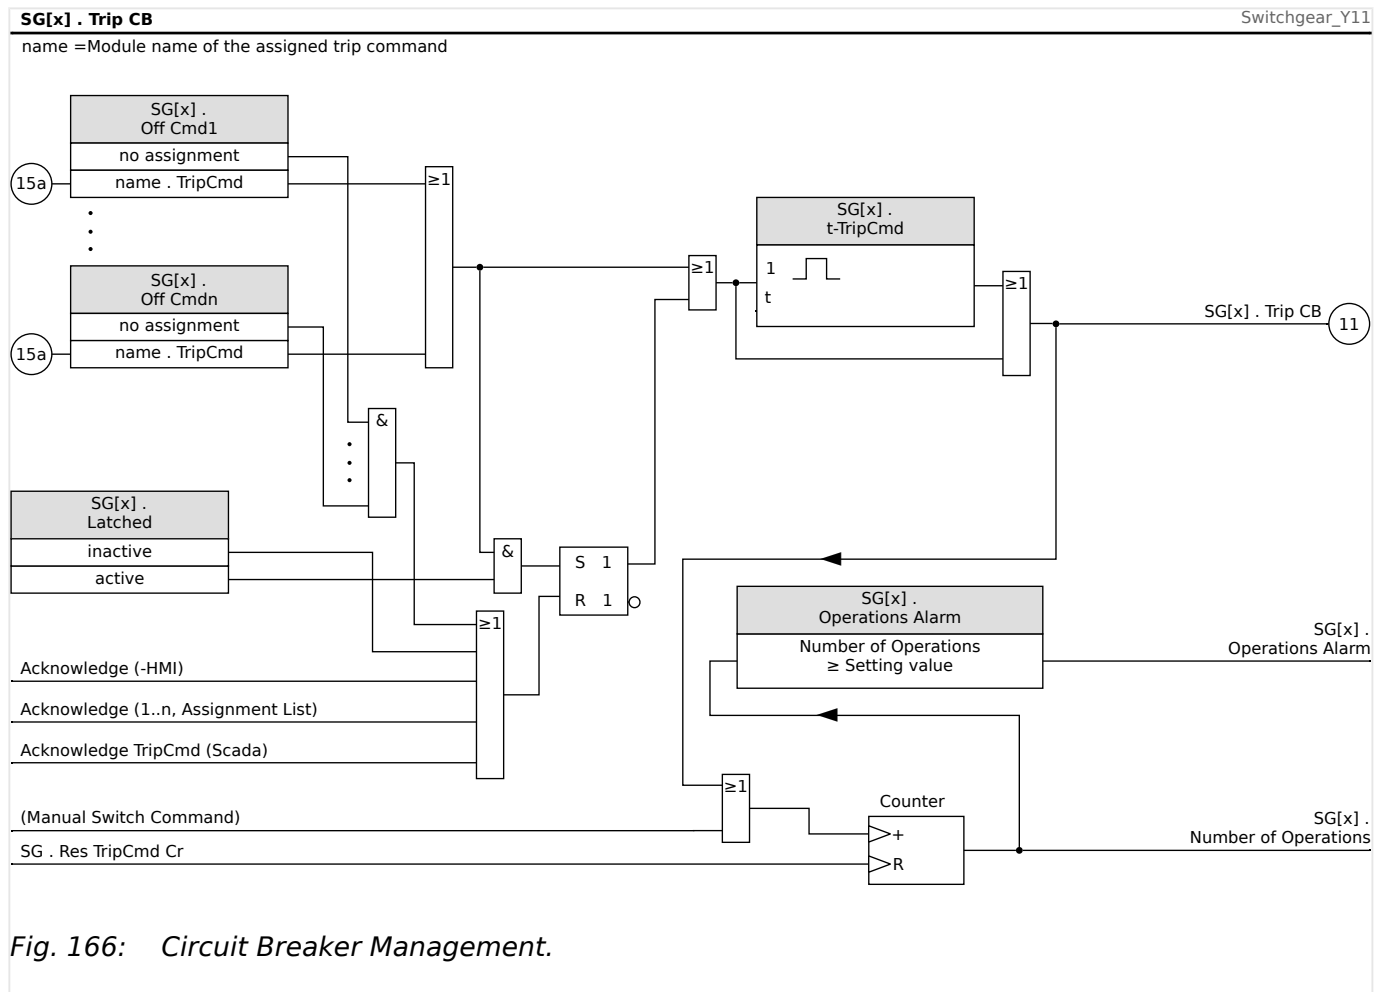 SG[x] . Trip CB
Switchgear_Y11
name =Module name of the assigned trip command
SG[x] .
Off Cmd1
no assignment
15a
name . TripCmd
≥1
SG[x] .
t-TripCmd
1
t
≥1
≥1
SG[x] .
Off Cmdn
no assignment
15a
name . TripCmd
SG[x] . Trip CB
11
&
SG[x] .
Latched
inactive
active
&
S 1
R 1
≥1
SG[x] .
Operations Alarm
Number of Operations
≥ Setting value
SG[x] .
Operations Alarm
Acknowledge (-HMI)
Acknowledge (1..n, Assignment List)
Acknowledge TripCmd (Scada)
(Manual Switch Command)
SG . Res TripCmd Cr
≥1
Counter
+
R
SG[x] .
Number of Operations
Fig. 166: Circuit Breaker Management.